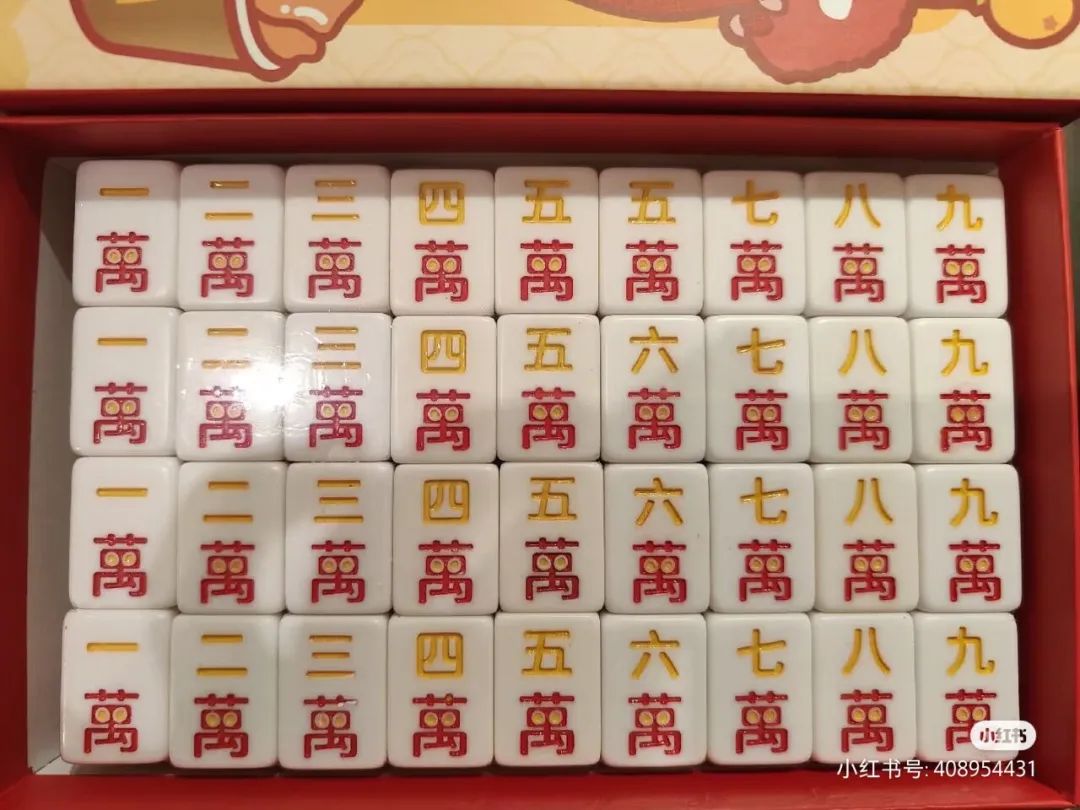 一 二 三 四 五 五 七 八 九
萬 萬 萬 萬 萬 萬 萬 萬 萬
一 二 三 四 五 六 七 八 九
萬 萬 萬 萬 萬 萬 萬 萬 萬
一 二 三 四 五 六 七 八 九
萬 萬 萬 萬 萬 萬 萬 萬 萬
一 二 三 四 五 六 七 八 九
萬 萬 萬 萬 萬 萬 萬 萬 萬
小红书
小红书号: 408954431